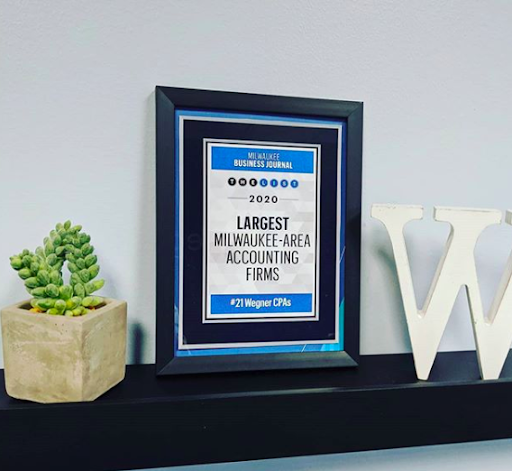 MILWAUKEE
BUSINESS JOURNAL
THE LIST
2020
LARGEST
MILWAUKEE-AREA
ACCOUNTING
FIRMS
#21 Wegner CPAs
W